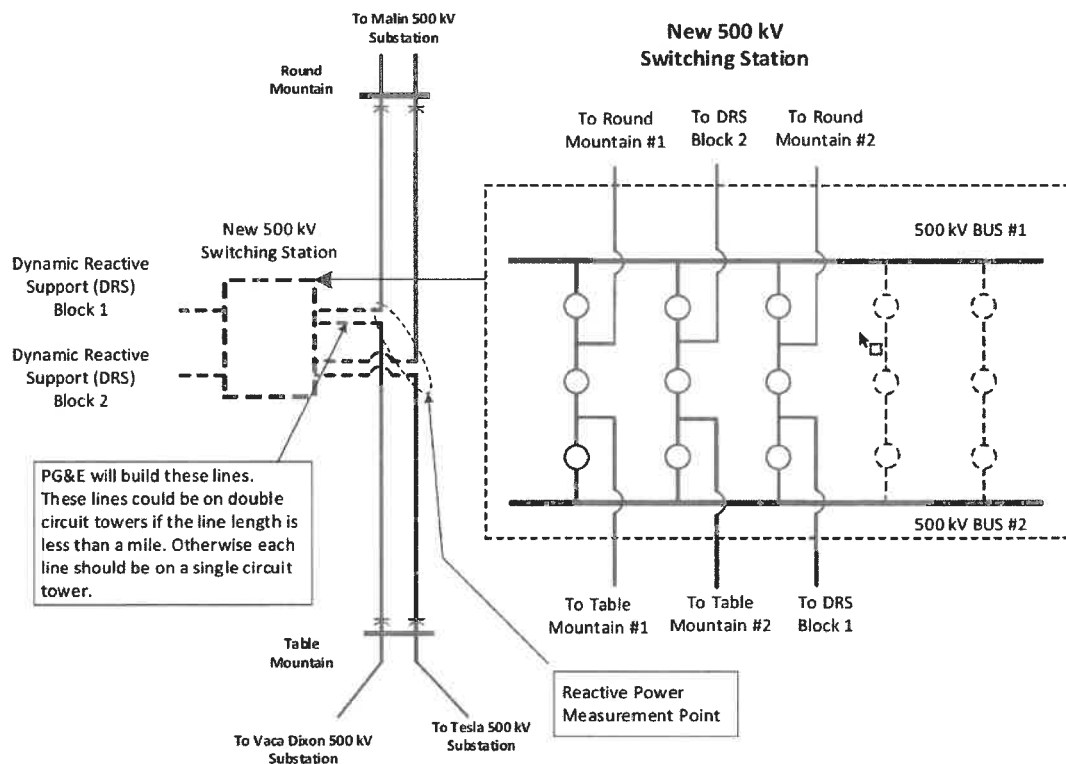 To Malin 500 kV
Substation
Round
Mountain
New 500 kV
Switching Station
Dynamic Reactive
Support (DRS)
Block 1
Dynamic Reactive
Support (DRS)
Block 2
PG&E will build these lines.
These lines could be on double
circuit towers if the line length is
less than a mile. Otherwise each
line should be on a single circuit
tower.
Table
Mountain
To Vaca Dixon 500 kV
Substation
To Tesla 500 kV
Substation
Reactive Power
Measurement Point
New 500 kV
Switching Station
To Round
Mountain #1
To DRS
Block 2
To Round
Mountain #2
500 kV BUS #1
500 kV BUS #2
To Table
Mountain #1
To Table
Mountain #2
To DRS
Block 1